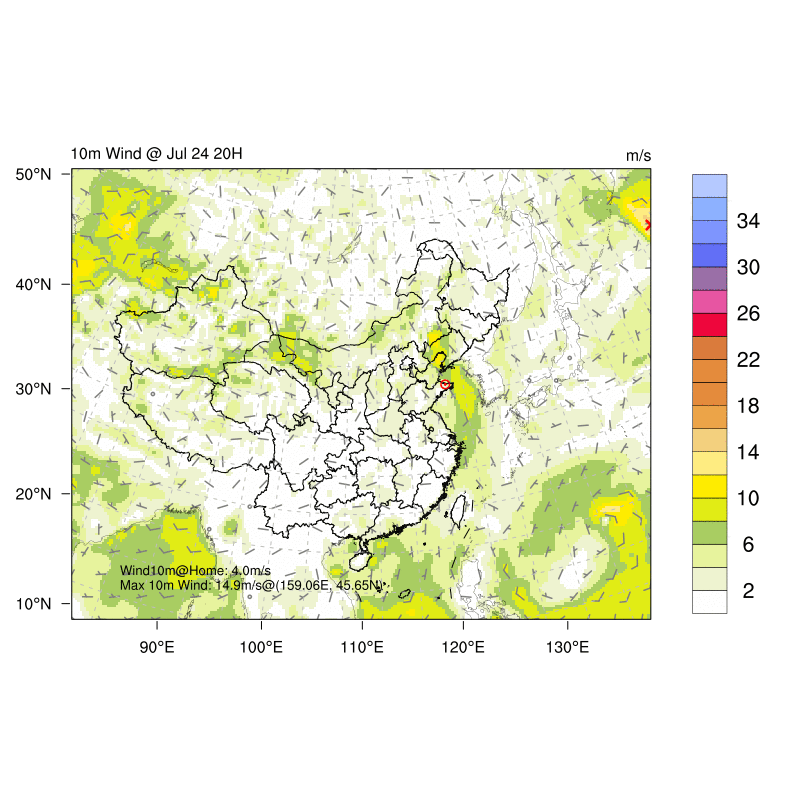 10m Wind @ Jul 24 20H
m/s
50°N
40°N
30°N
20°N
10°N
Wind10m@Home: 4.0m/s
Max 10m Wind: 14.9m/s@(159.06E, 45.65N)
90°E
100°E
110°E
120°E
130°E
34
30
26
22
18
14
10
6
2